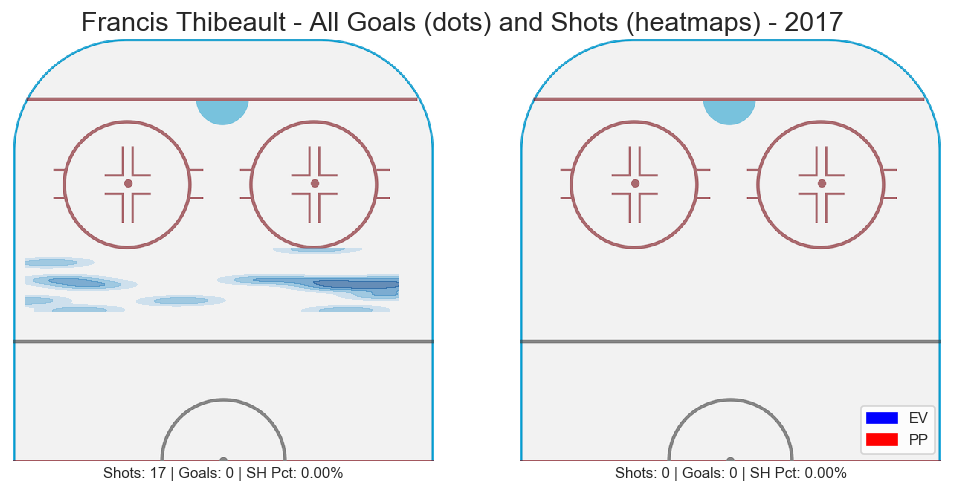 Francis Thibeault - All Goals (dots) and Shots (heatmaps) - 2017
EV
PP
Shots: 17 | Goals: 0 | SH Pct: 0.00%
Shots: 0 | Goals: 0 | SH Pct: 0.00%